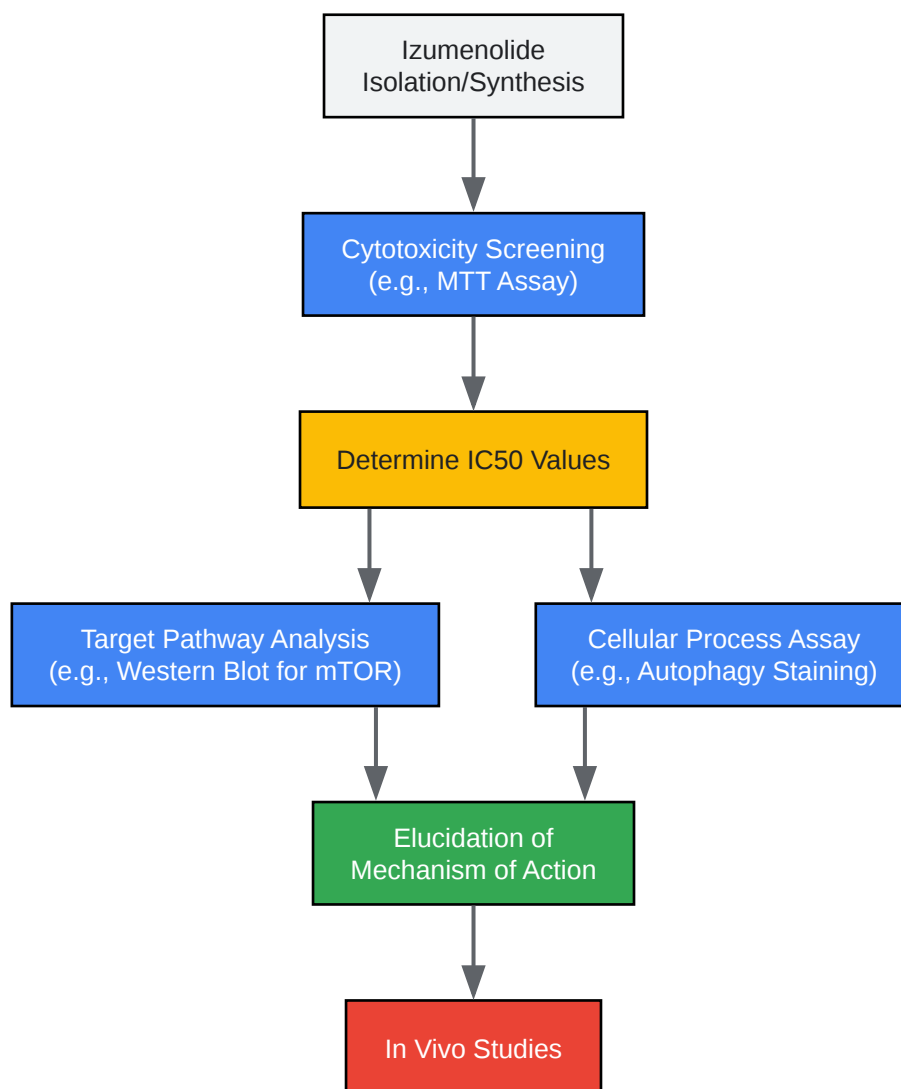 Izumenolide
Isolation/Synthesis
Cytotoxicity Screening
(e.g., MTT Assay)
Determine IC50 Values
Target Pathway Analysis
(e.g., Western Blot for mTOR)
Cellular Process Assay
(e.g., Autophagy Staining)
Elucidation of
Mechanism of Action
In Vivo Studies